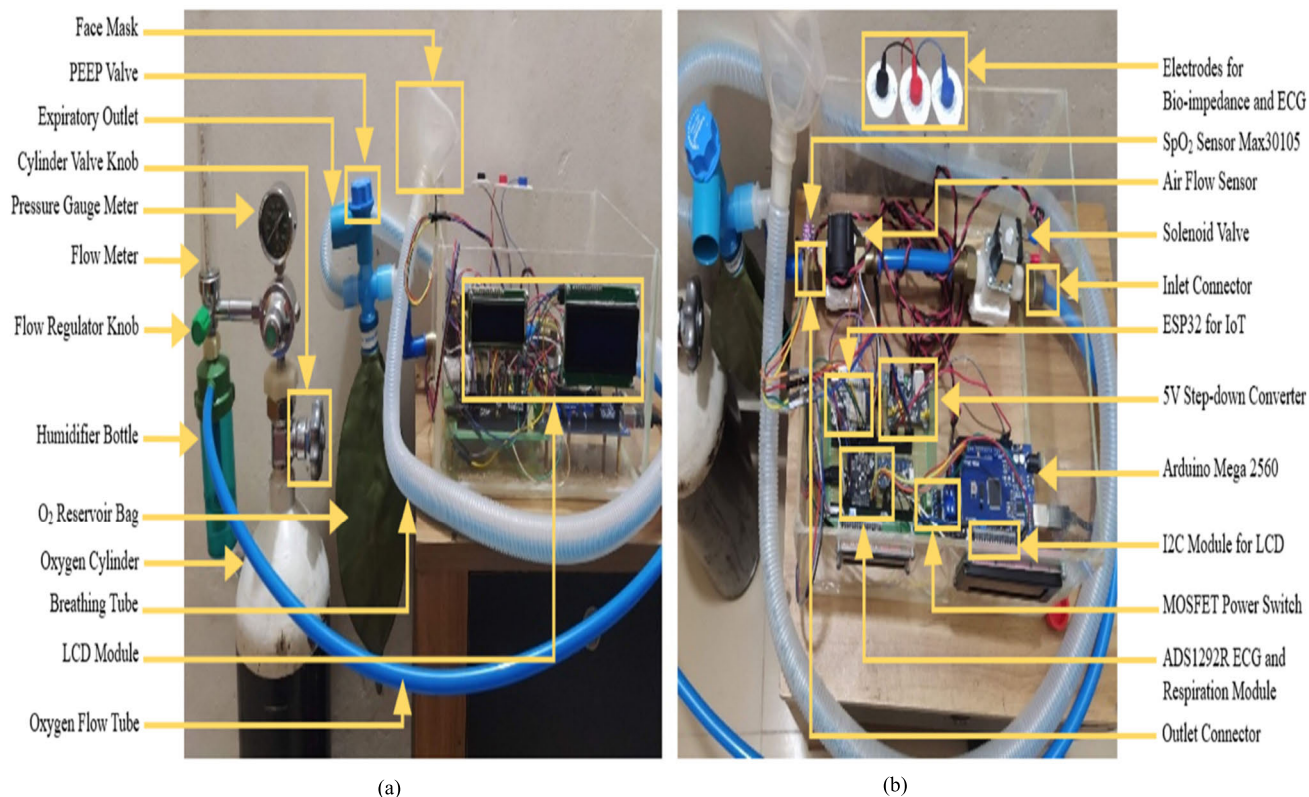 Face Mask
PEEP Valve
Expiratory Outlet
Cylinder Valve Knob
Pressure Gauge Meter
Flow Meter
Flow Regulator Knob
Humidifier Bottle
O₂ Reservoir Bag
Oxygen Cylinder
Breathing Tube
LCD Module
Oxygen Flow Tube
(a)
Electrodes for
Bio-impedance and ECG
SpO₂ Sensor Max30105
Air Flow Sensor
Solenoid Valve
Inlet Connector
ESP32 for IoT
5V Step-down Converter
Arduino Mega 2560
I2C Module for LCD
MOSFET Power Switch
ADS1292R ECG and
Respiration Module
Outlet Connector
(b)